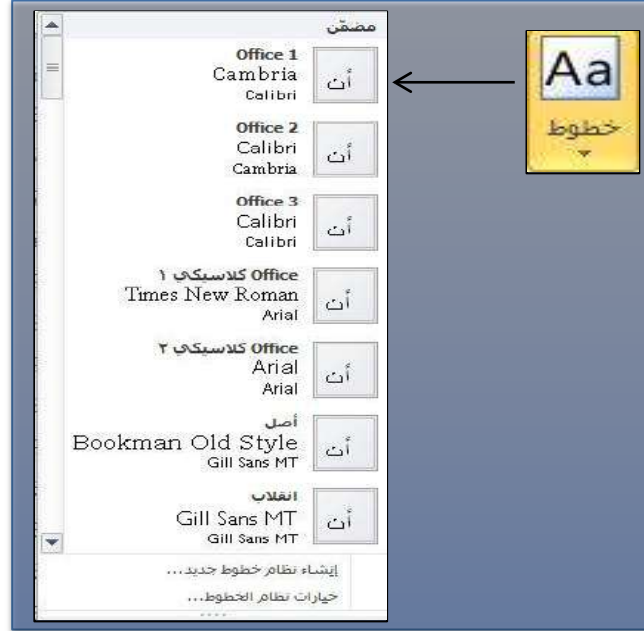 مضمّن
Office 1
Cambria
Calibri
أن
Office 2
Calibri
Cambria
أن
Office 3
Calibri
Calibri
أن
Office كلاسيكي ١
Times New Roman
Arial
أن
Office كلاسيكي ٢
Arial
Arial
أن
أصل
Bookman Old Style
Gill Sans MT
أن
انقلاب
Gill Sans MT
Gill Sans MT
أن
إنشاء نظام خطوط جديد...
خيارات نظام الخطوط...
Aa
خطوط